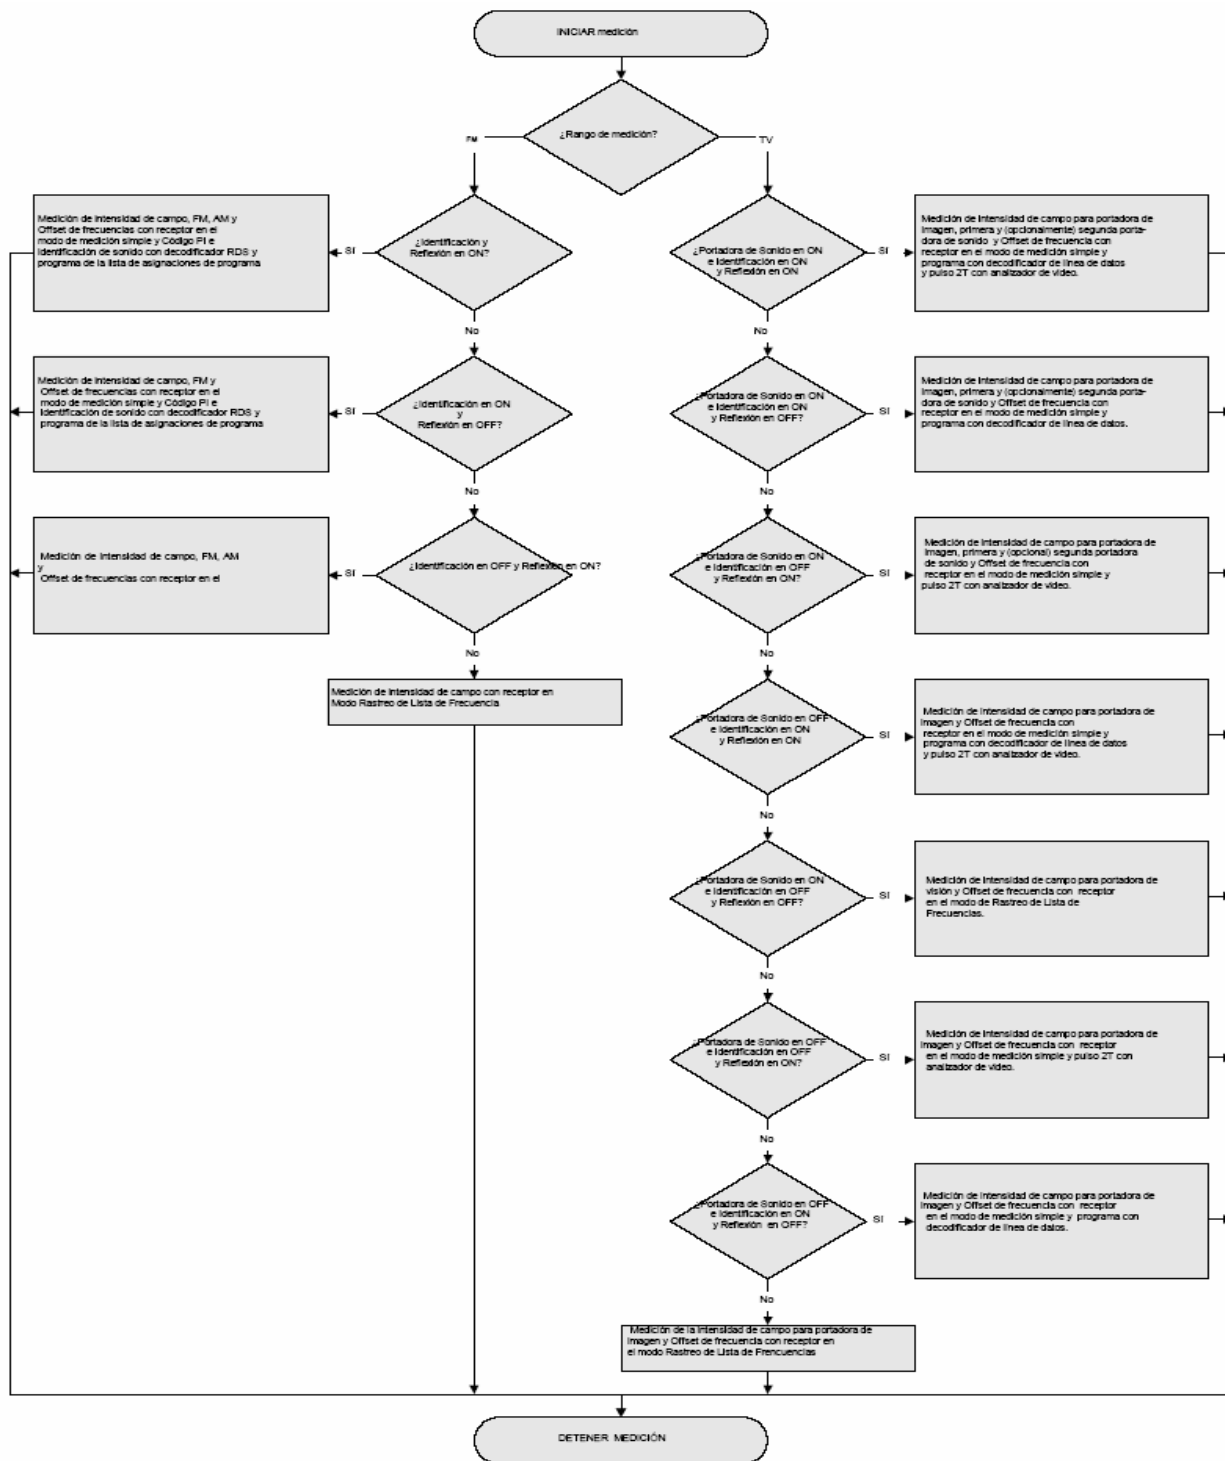 INICIAR medición
¿Rango de medición?
FM
TV
Medición de Intensidad de campo, FM, AM y
Offset de frecuencias con receptor en el
modo de medición simple y Código PI e
Identificación de sonido con decodificador RDS y
programa de la lista de asignaciones de programa
SI
¿Identificación y
Reflexión en ON?
¿Portadora de Sonido en ON
e Identificación en ON
y Reflexión en ON
SI
Medición de Intensidad de campo para portadora de
Imagen, primera y (opcionalmente) segunda porta-
dora de sonido y Offset de frecuencia con
receptor en el modo de medición simple y
programa con decodificador de línea de datos
y pulso 2T con analizador de video.
No
No
Medición de Intensidad de campo, FM y
Offset de frecuencias con receptor en el
modo de medición simple y Código PI e
Identificación de sonido con decodificador RDS y
programa de la lista de asignaciones de programa
SI
¿Identificación en ON
y
Reflexión en OFF?
¿Portadora de Sonido en ON
e Identificación en ON
y Reflexión en OFF?
SI
Medición de Intensidad de campo para portadora de
Imagen, primera y (opcionalmente) segunda porta-
dora de sonido y Offset de frecuencia con
receptor en el modo de medición simple y
programa con decodificador de línea de datos.
No
No
Medición de Intensidad de campo, FM, AM
y
Offset de frecuencias con receptor en el
SI
¿Identificación en OFF y Reflexión en ON?
¿Portadora de Sonido en ON
e Identificación en OFF
y Reflexión en ON?
SI
Medición de Intensidad de campo para portadora de
Imagen, primera y (opcional) segunda portadora
de sonido y Offset de frecuencia con
receptor en el modo de medición simple y
pulso 2T con analizador de video.
No
No
Medición de Intensidad de campo con receptor en
Modo Rastreo de Lista de Frecuencia
¿Portadora de Sonido en OFF
e Identificación en ON
y Reflexión en ON
SI
Medición de Intensidad de campo para portadora de
Imagen y Offset de frecuencia con
receptor en el modo de medición simple y
programa con decodificador de línea de datos
y pulso 2T con analizador de video.
No
¿Portadora de Sonido en ON
e Identificación en OFF
y Reflexión en OFF?
SI
Medición de Intensidad de campo para portadora de
visión y Offset de frecuencia con receptor
en el modo de Rastreo de Lista de
Frecuencias.
No
¿Portadora de Sonido en OFF
e Identificación en OFF
y Reflexión en ON?
SI
Medición de Intensidad de campo para portadora de
Imagen y Offset de frecuencia con receptor
en el modo de medición simple y pulso 2T con
analizador de video.
No
¿Portadora de Sonido en OFF
e Identificación en ON
y Reflexión en OFF?
SI
Medición de Intensidad de campo para portadora de
Imagen y Offset de frecuencia con receptor
en el modo de medición simple y programa con
decodificador de línea de datos.
No
Medición de la Intensidad de campo para portadora de
Imagen y Offset de frecuencia con receptor en
el modo Rastreo de Lista de Frencuencias
DETENER MEDICIÓN